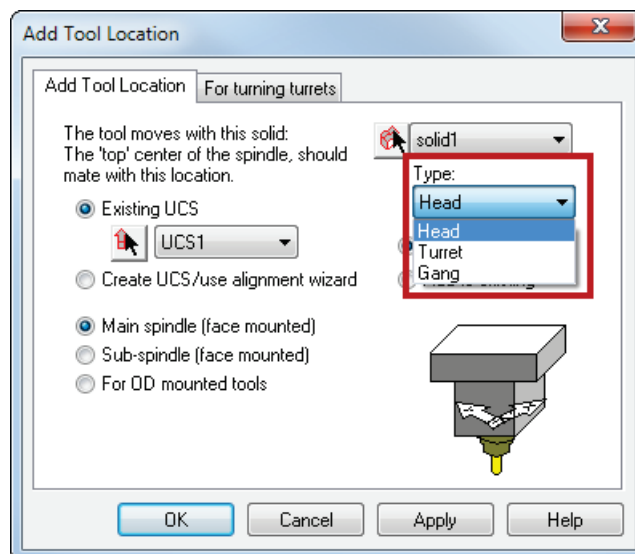 Add Tool Location
Add Tool Location
For turning turrets
The tool moves with this solid:
The 'top' center of the spindle, should
mate with this location.
solid1
Type:
Head
Head
Turret
Gang
Existing UCS
UCS1
Create UCS/use alignment wizard
Main spindle (face mounted)
Sub-spindle (face mounted)
For OD mounted tools
OK
Cancel
Apply
Help